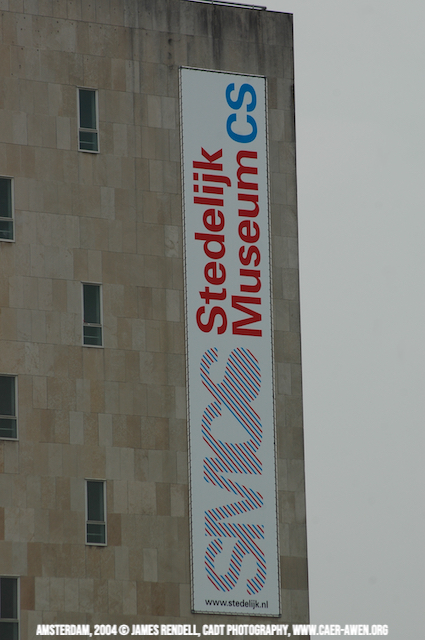 Stedelijk
Museum CS
SMCS
www.stedelijk.nl
AMSTERDAM, 2004 © JAMES RENDELL, CADT PHOTOGRAPHY, WWW.CAER-AWEN.ORG